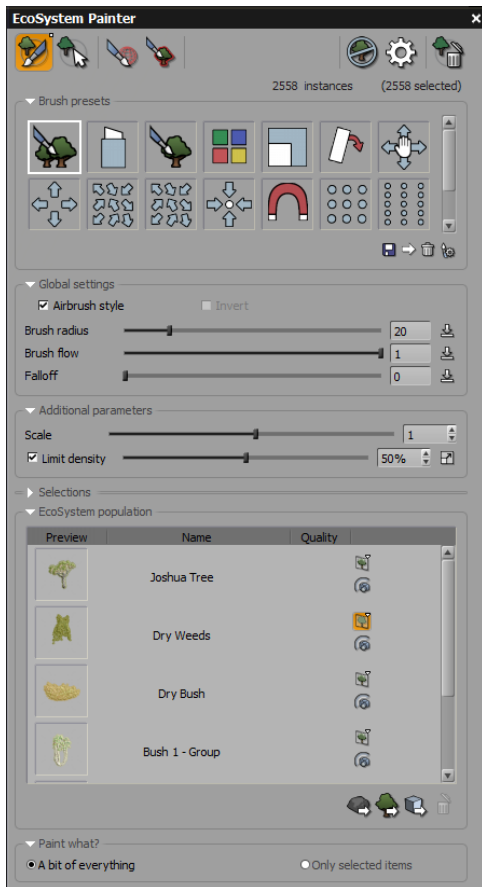 EcoSystem Painter
2558 instances (2558 selected)
Brush presets
Global settings
Airbrush style Invert
Brush radius 20
Brush flow 1
Falloff 0
Additional parameters
Scale 1
Limit density 50%
Selections
EcoSystem population
Preview Name Quality
Joshua Tree
Dry Weeds
Dry Bush
Bush 1 - Group
Paint what?
A bit of everything Only selected items